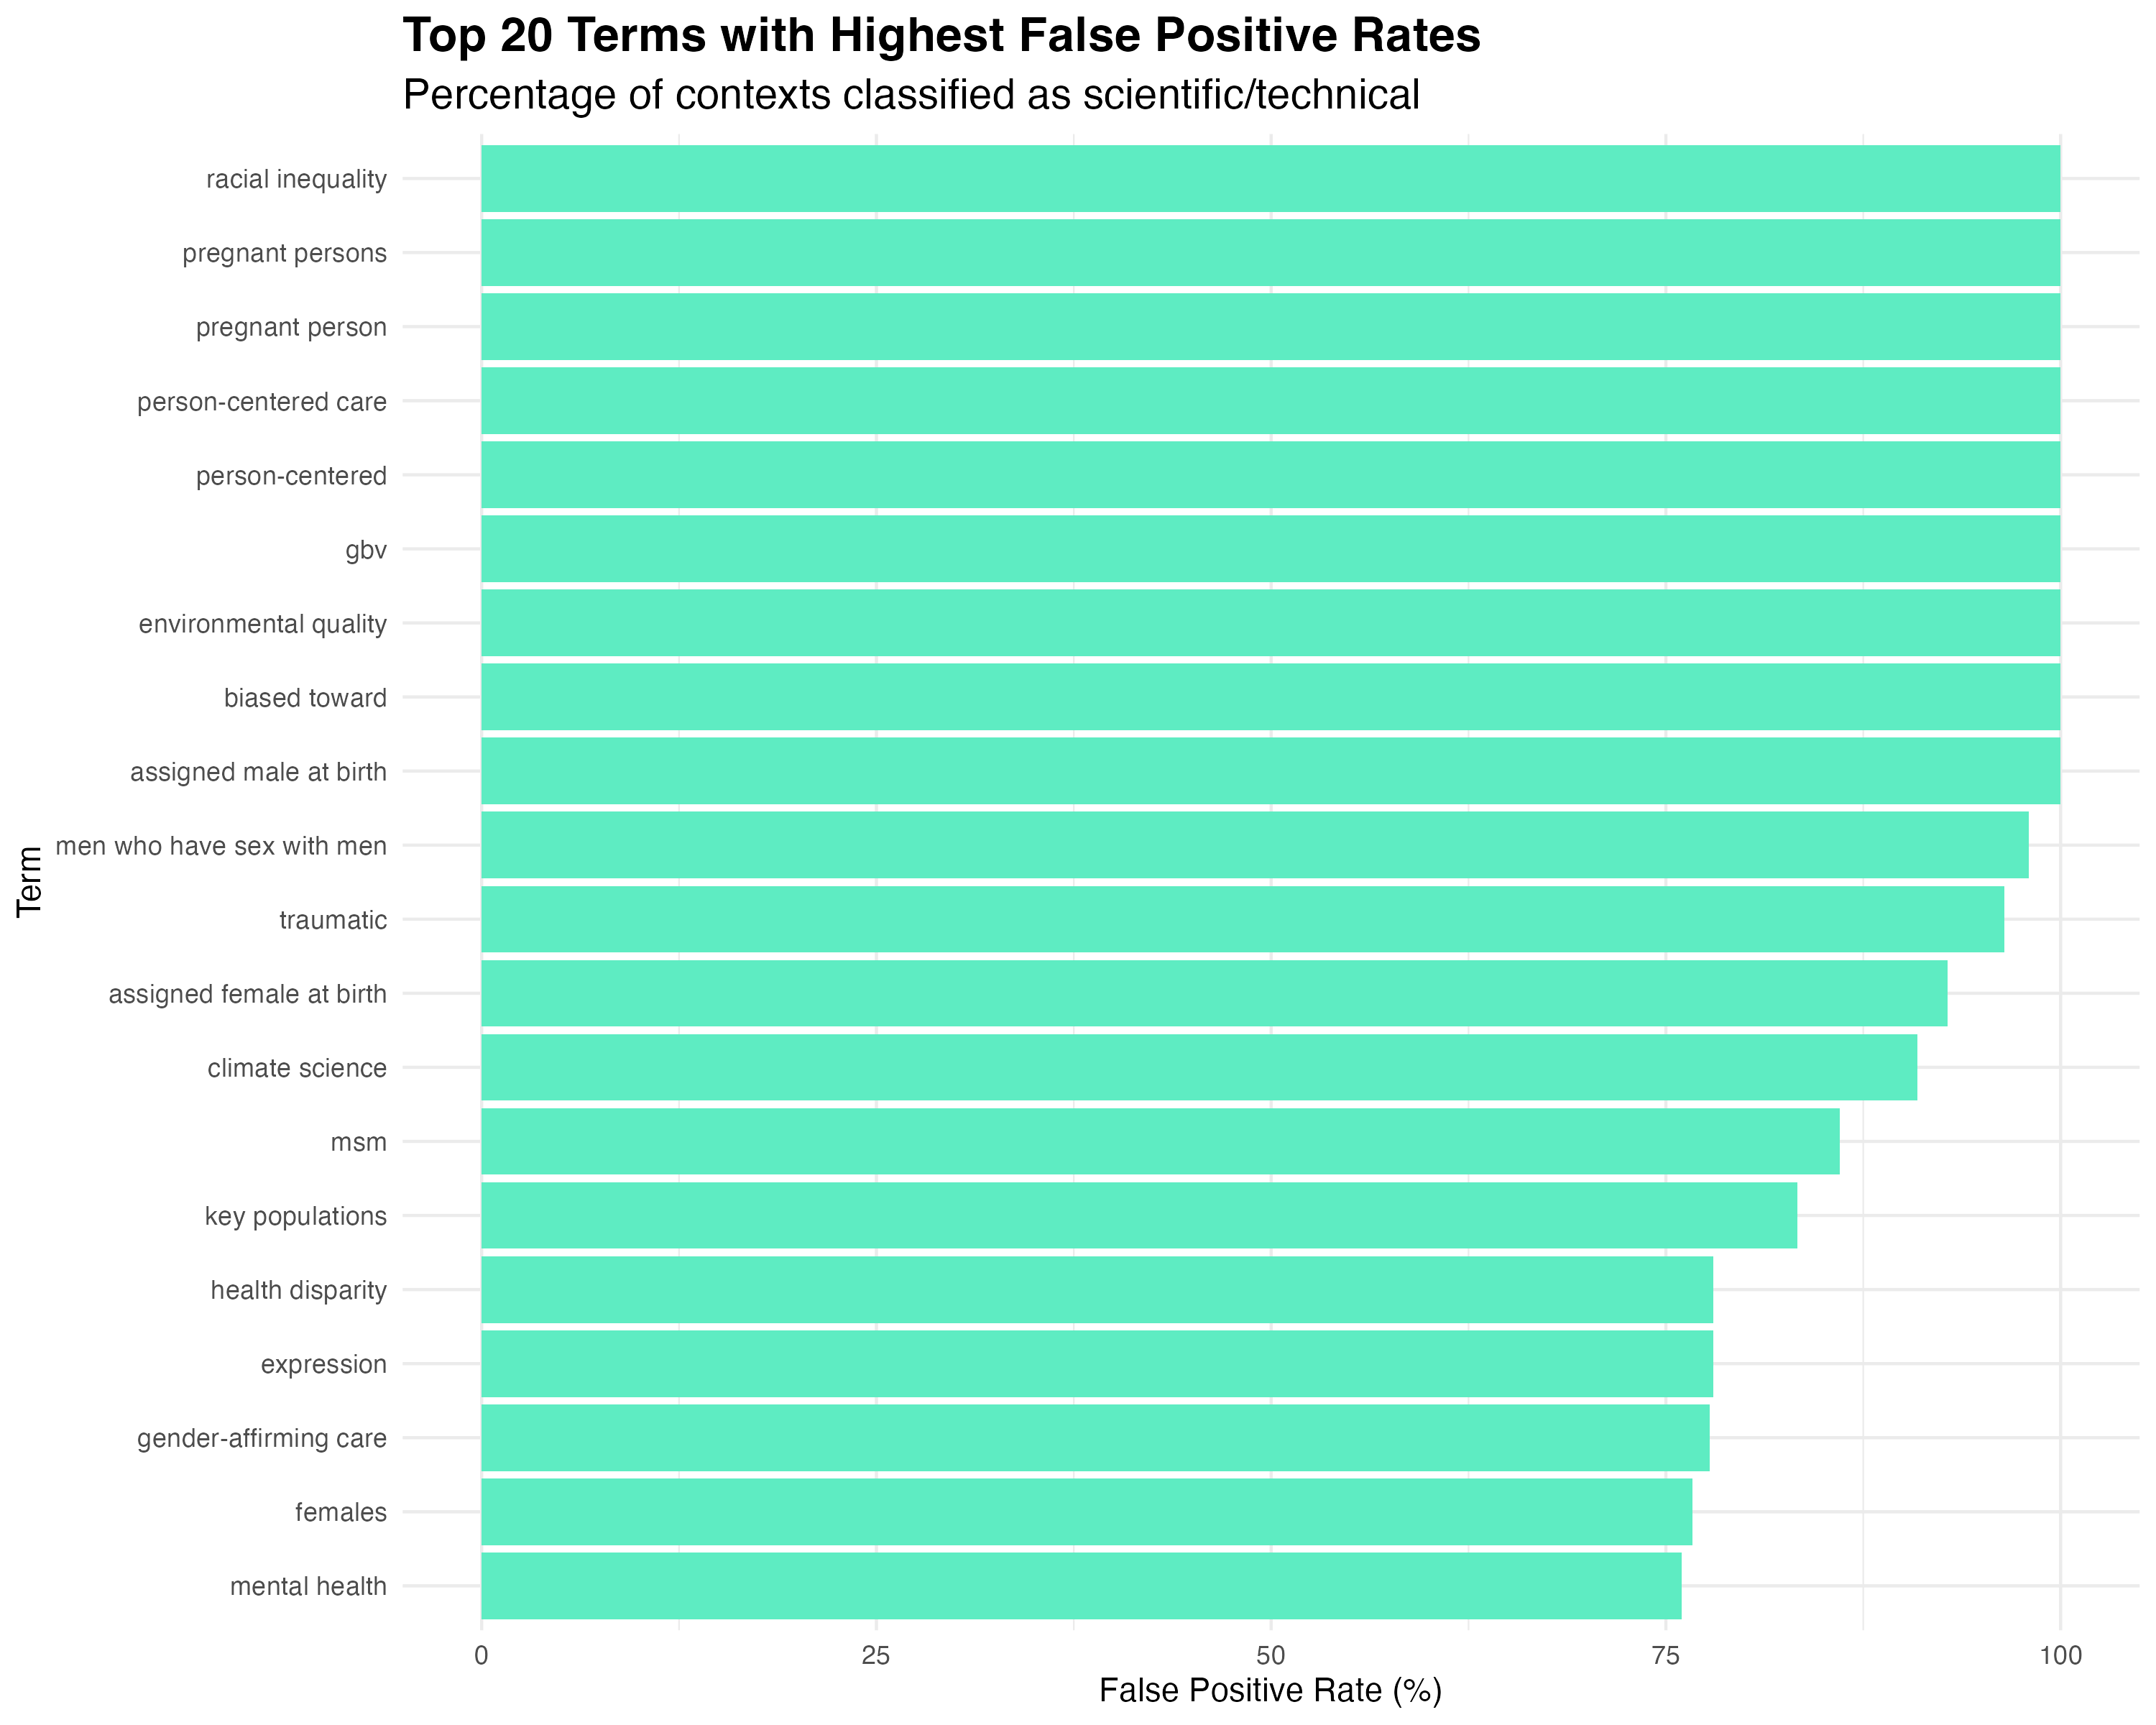 Top 20 Terms with Highest False Positive Rates
Percentage of contexts classified as scientific/technical
Term
racial inequality
pregnant persons
pregnant person
person-centered care
person-centered
gbv
environmental quality
biased toward
assigned male at birth
men who have sex with men
traumatic
assigned female at birth
climate science
msm
key populations
health disparity
expression
gender-affirming care
females
mental health
0 25 50 75 100
False Positive Rate (%)